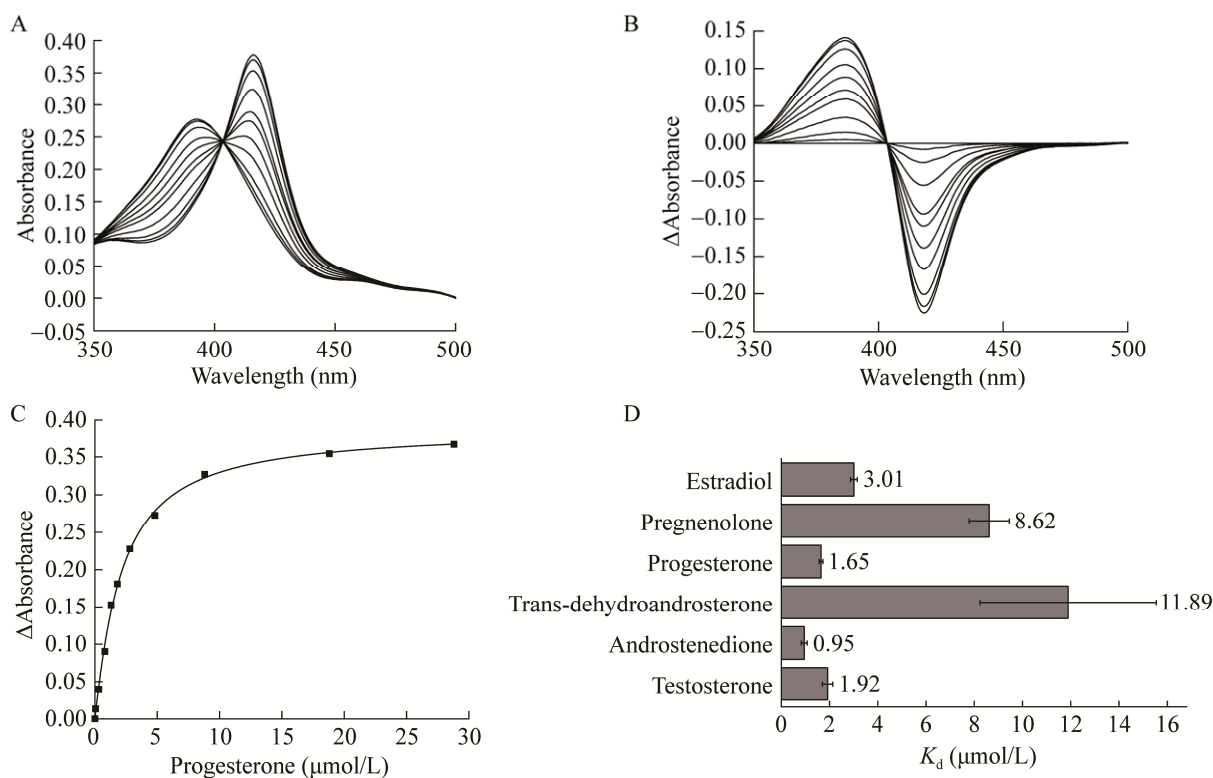 A
0.40
0.35
0.30
0.25
0.20
0.15
0.10
0.05
0.00
−0.05
Absorbance
350
400
450
500
Wavelength (nm)
B
0.15
0.10
0.05
0.00
−0.05
−0.10
−0.15
−0.20
−0.25
ΔAbsorbance
350
400
450
500
Wavelength (nm)
C
0.40
0.35
0.30
0.25
0.20
0.15
0.10
0.05
0.00
ΔAbsorbance
0
5
10
15
20
25
30
Progesterone (μmol/L)
D
Estradiol 3.01
Pregnenolone 8.62
Progesterone 1.65
Trans-dehydroandrosterone 11.89
Androstenedione 0.95
Testosterone 1.92
0 2 4 6 8 10 12 14 16
Kd (μmol/L)